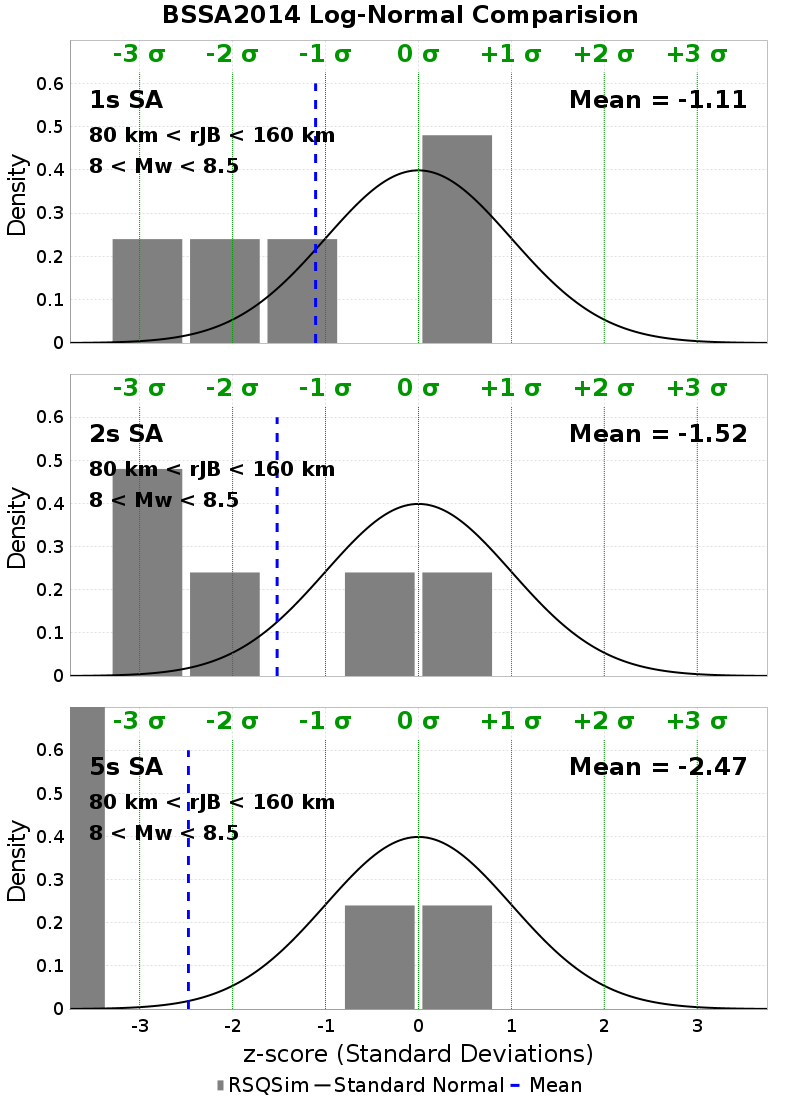 BSSA2014 Log-Normal Comparision
-3 σ -2 σ -1 σ 0 σ +1 σ +2 σ +3 σ
1s SA
Mean = -1.11
80 km < rJB < 160 km
8 < Mw < 8.5
Density
0.6
0.5
0.4
0.3
0.2
0.1
0
-3 σ -2 σ -1 σ 0 σ +1 σ +2 σ +3 σ
2s SA
Mean = -1.52
80 km < rJB < 160 km
8 < Mw < 8.5
Density
0.6
0.5
0.4
0.3
0.2
0.1
0
-3 σ -2 σ -1 σ 0 σ +1 σ +2 σ +3 σ
5s SA
Mean = -2.47
80 km < rJB < 160 km
8 < Mw < 8.5
Density
0.6
0.5
0.4
0.3
0.2
0.1
0
-3 -2 -1 0 1 2 3
z-score (Standard Deviations)
RSQSim Standard Normal Mean